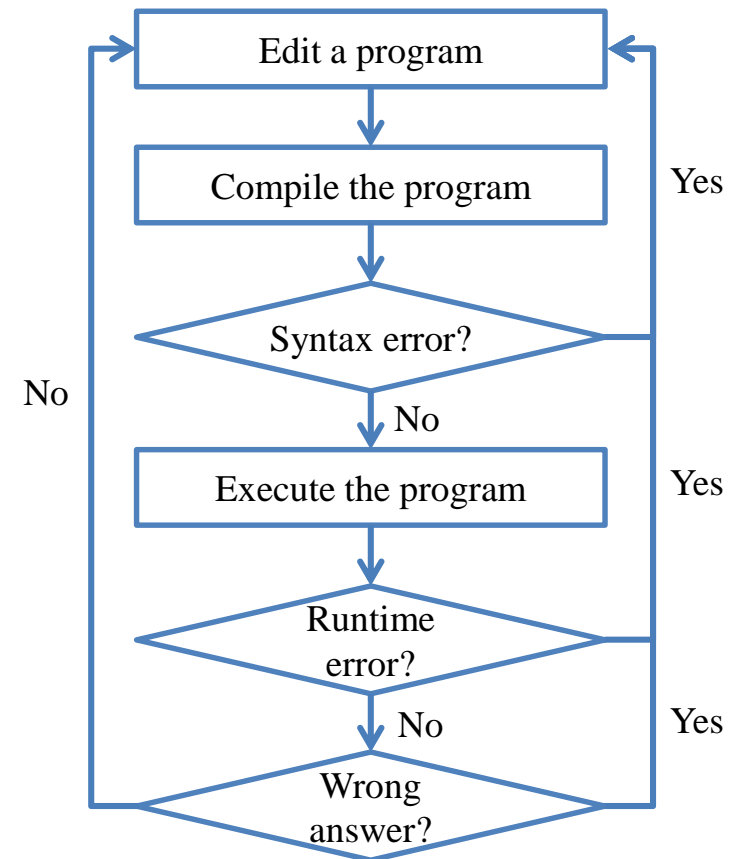 Edit a program
Compile the program
Yes
Syntax error?
No
No
Execute the program
Yes
Runtime
error?
No
Yes
Wrong
answer?